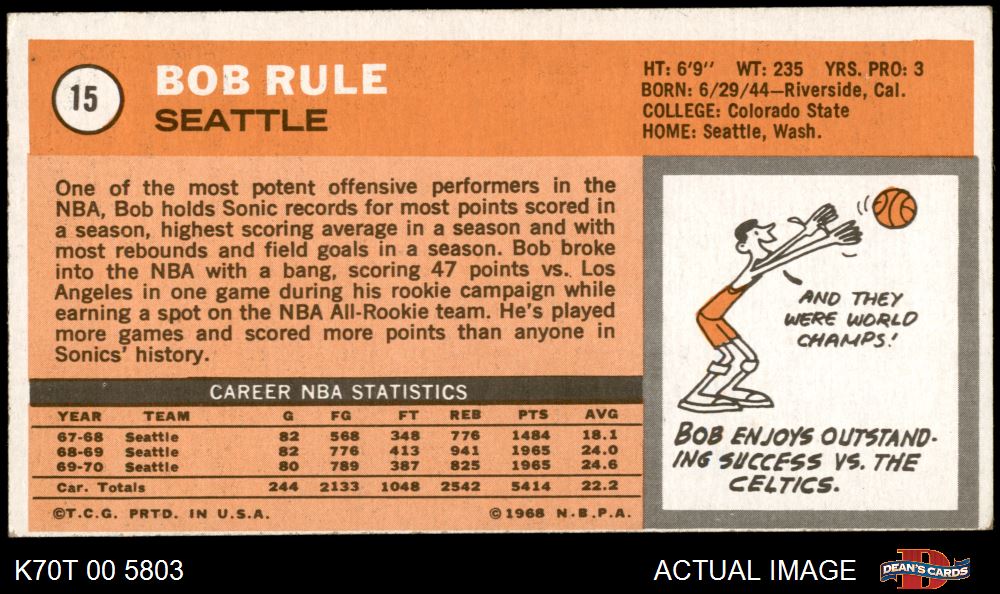 15
BOB RULE
SEATTLE
HT: 6'9" WT: 235 YRS. PRO: 3
BORN: 6/29/44—Riverside, Cal.
COLLEGE: Colorado State
HOME: Seattle, Wash.
One of the most potent offensive performers in the
NBA, Bob holds Sonic records for most points scored in
a season, highest scoring average in a season and with
most rebounds and field goals in a season. Bob broke
into the NBA with a bang, scoring 47 points vs. Los
Angeles in one game during his rookie campaign while
earning a spot on the NBA All-Rookie team. He's played
more games and scored more points than anyone in
Sonics' history.
AND THEY
WERE WORLD
CHAMPS!
BOB ENJOYS OUTSTAND-
ING SUCCESS VS. THE
CELTICS.
CAREER NBA STATISTICS
YEAR TEAM G FG FT REB PTS AVG
67-68 Seattle 82 568 348 776 1484 18.1
68-69 Seattle 82 776 413 941 1965 24.0
69-70 Seattle 80 789 387 825 1965 24.6
Car. Totals 244 2133 1048 2542 5414 22.2
©T.C.G. PRTD. IN U.S.A. ©1968 N.B.P.A.
K70T 00 5803
ACTUAL IMAGE
D
DEAN'S CARDS